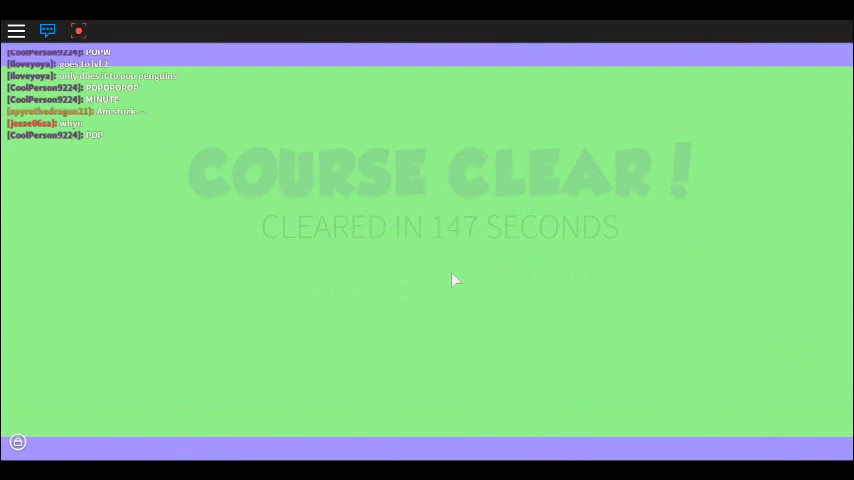 [CoolPerson9224]: POPW
[iloveyoya]: goes to lvl 3
[iloveyoya]: only does it to pop penguins
[CoolPerson9224]: POPOPOPOP
[CoolPerson9224]: MINUTE
[spyrothedragon21]: Am stuck -.-
[jesse06sa]: whyu
[CoolPerson9224]: POP
COURSE CLEAR!
CLEARED IN 147 SECONDS